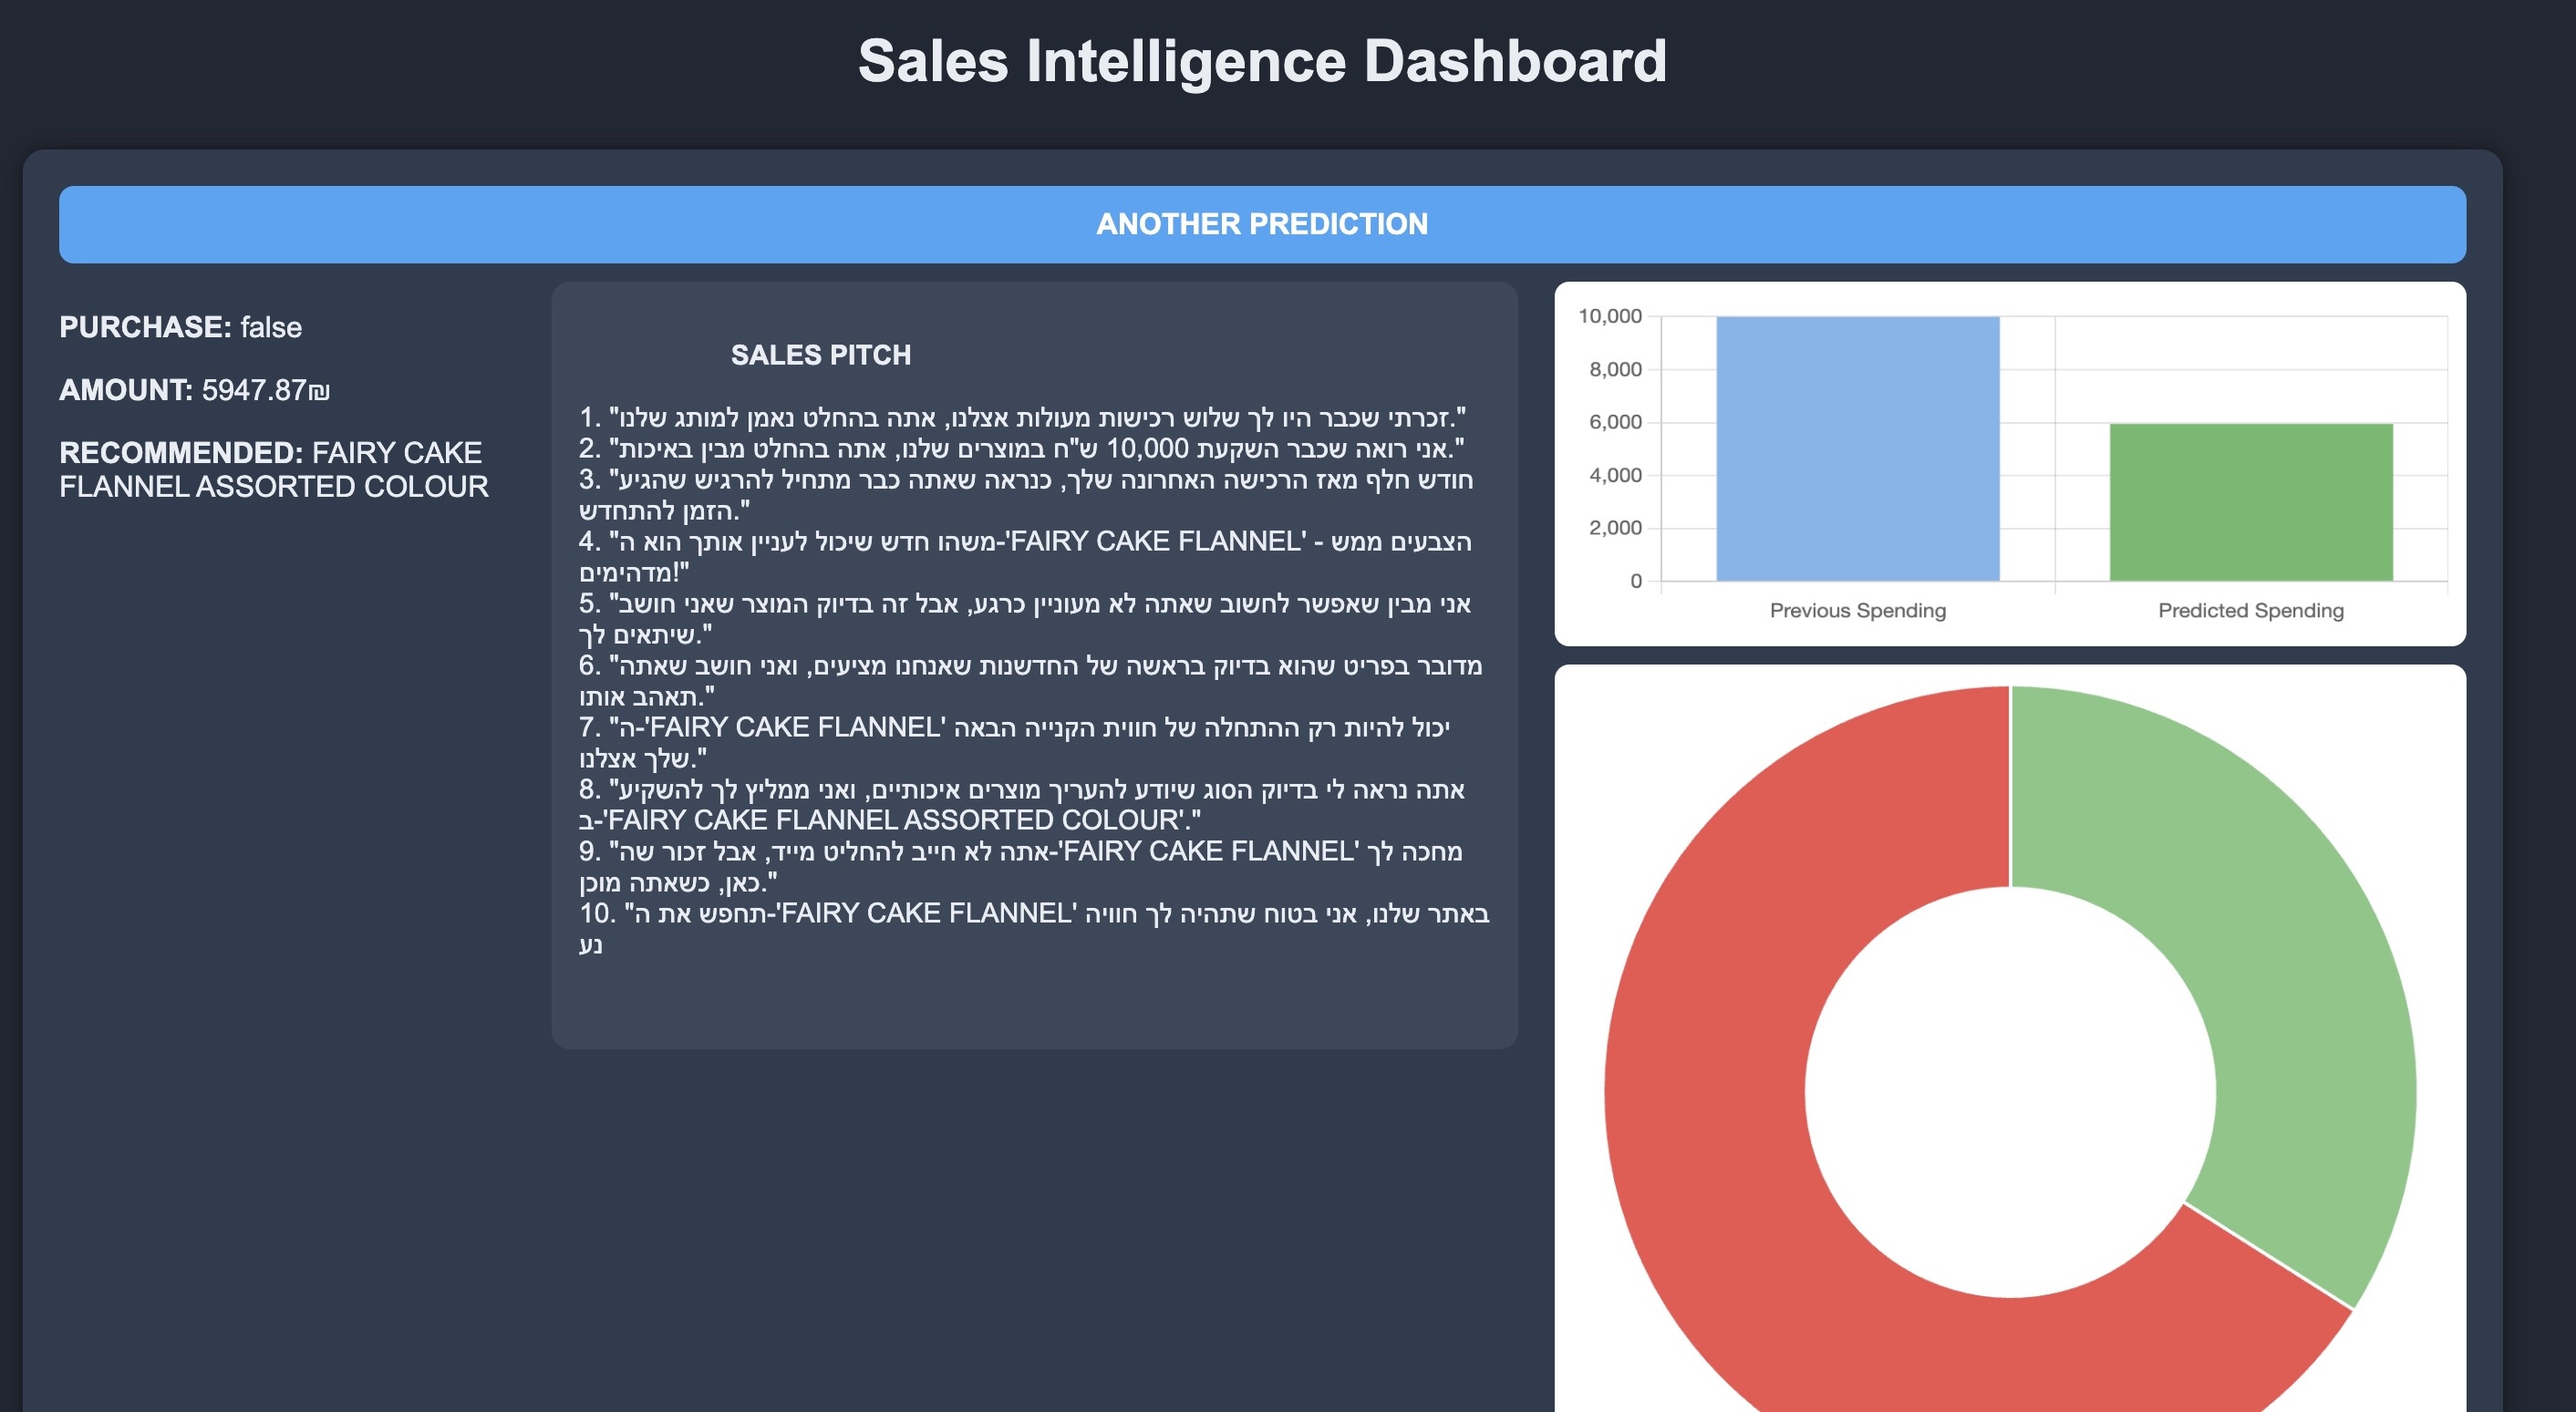 Sales Intelligence Dashboard
ANOTHER PREDICTION
PURCHASE: false
AMOUNT: 5947.87₪
RECOMMENDED: FAIRY CAKE
FLANNEL ASSORTED COLOUR
SALES PITCH
1. "זכרתי שכבר היו לך שלוש רכישות מעולות אצלנו, אתה בהחלט נאמן למותג שלנו."
2. "אני רואה שכבר השקעת 10,000 ש"ח במוצרים שלנו, אתה בהחלט מבין באיכות."
3. "חודש חלף מאז הרכישה האחרונה שלך, כנראה שאתה כבר מתחיל להרגיש שהגיע
הזמן להתחדש."
4. "משהו חדש שיכול לעניין אותך הוא ה-'FAIRY CAKE FLANNEL' - הצבעים ממש
מדהימים!"
5. "אני מבין שאפשר לחשוב שאתה לא מעוניין כרגע, אבל זה בדיוק המוצר שאני חושב
שיתאים לך."
6. "מדובר בפריט שהוא בדיוק בראשה של החדשנות שאנחנו מציעים, ואני חושב שאתה
תאהב אותו."
7. "ה-'FAIRY CAKE FLANNEL' יכול להיות רק ההתחלה של חווית הקנייה הבאה
שלך אצלנו."
8. "אתה נראה לי בדיוק הסוג שיודע להעריך מוצרים איכותיים, ואני ממליץ לך להשקיע
ב-'FAIRY CAKE FLANNEL ASSORTED COLOUR'."
9. "אתה לא חייב להחליט מייד, אבל זכור שה-'FAIRY CAKE FLANNEL' מחכה לך
כאן, כשאתה מוכן."
10. "תחפש את ה-'FAIRY CAKE FLANNEL' באתר שלנו, אני בטוח שתהיה לך חוויה
נע
10,000
8,000
6,000
4,000
2,000
0
Previous Spending
Predicted Spending